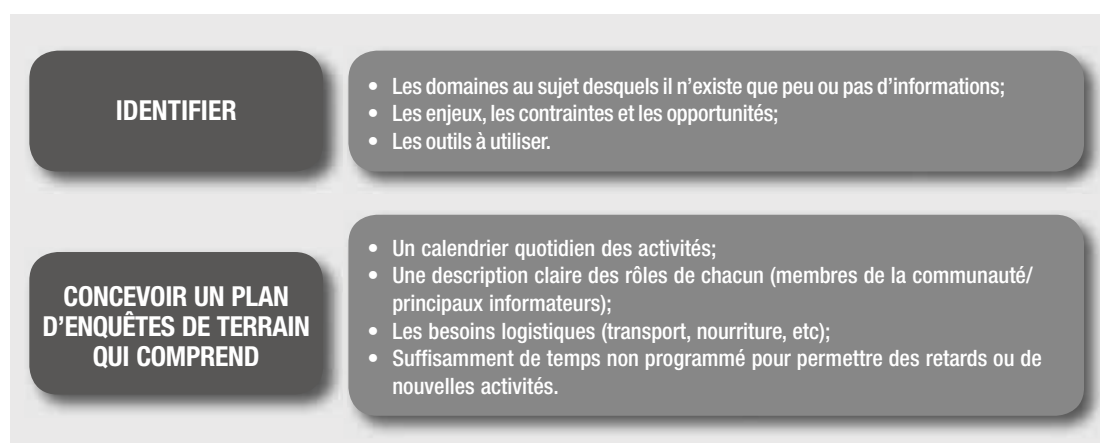 IDENTIFIER
• Les domaines au sujet desquels il n'existe que peu ou pas d'informations;
• Les enjeux, les contraintes et les opportunités;
• Les outils à utiliser.
CONCEVOIR UN PLAN
D'ENQUÊTES DE TERRAIN
QUI COMPREND
• Un calendrier quotidien des activités;
• Une description claire des rôles de chacun (membres de la communauté/
principaux informateurs);
• Les besoins logistiques (transport, nourriture, etc);
• Suffisamment de temps non programmé pour permettre des retards ou de
nouvelles activités.